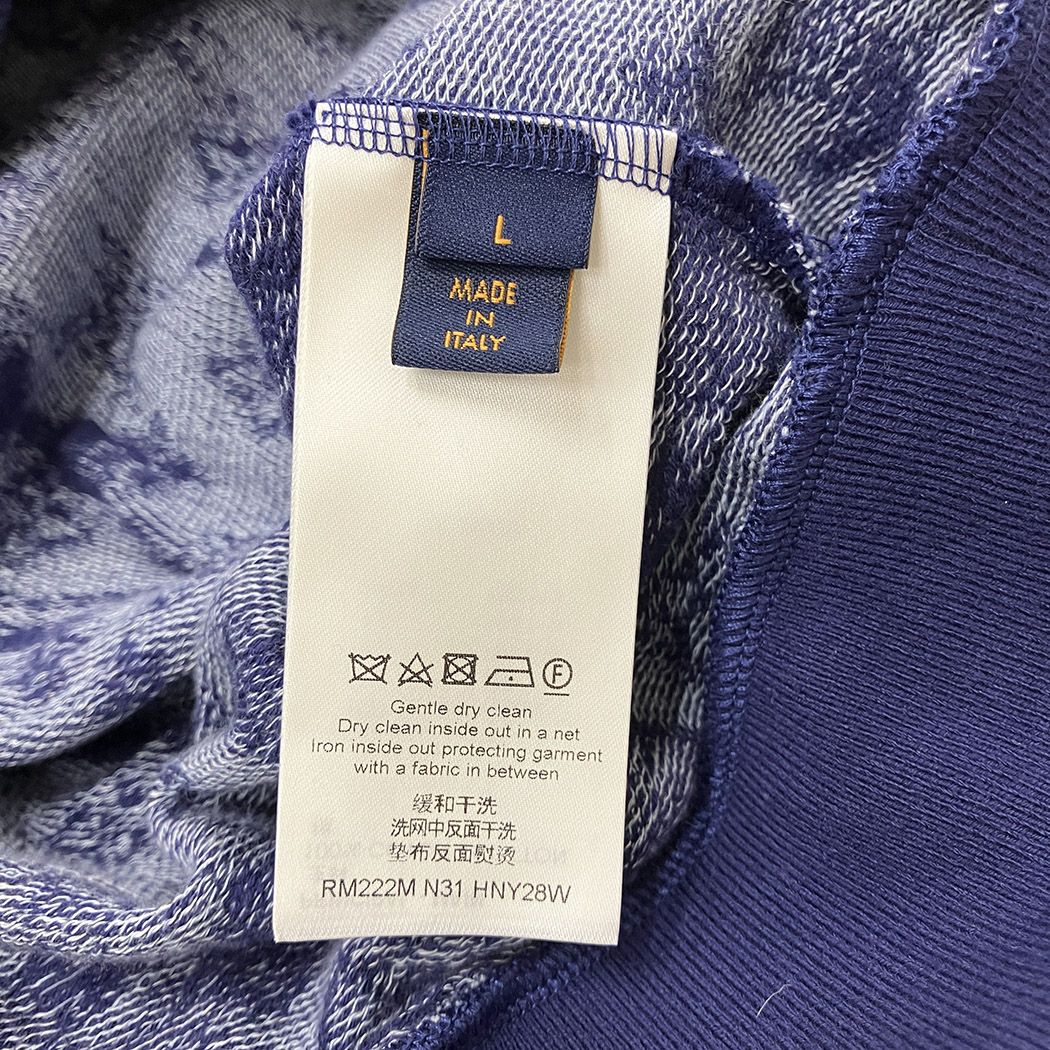 L
MADE
IN
ITALY
F
Gentle dry clean
Dry clean inside out in a net
Iron inside out protecting garment
with a fabric in between
缓和干洗
洗网中反面干洗
垫布反面熨烫
RM222M N31 HNY28W